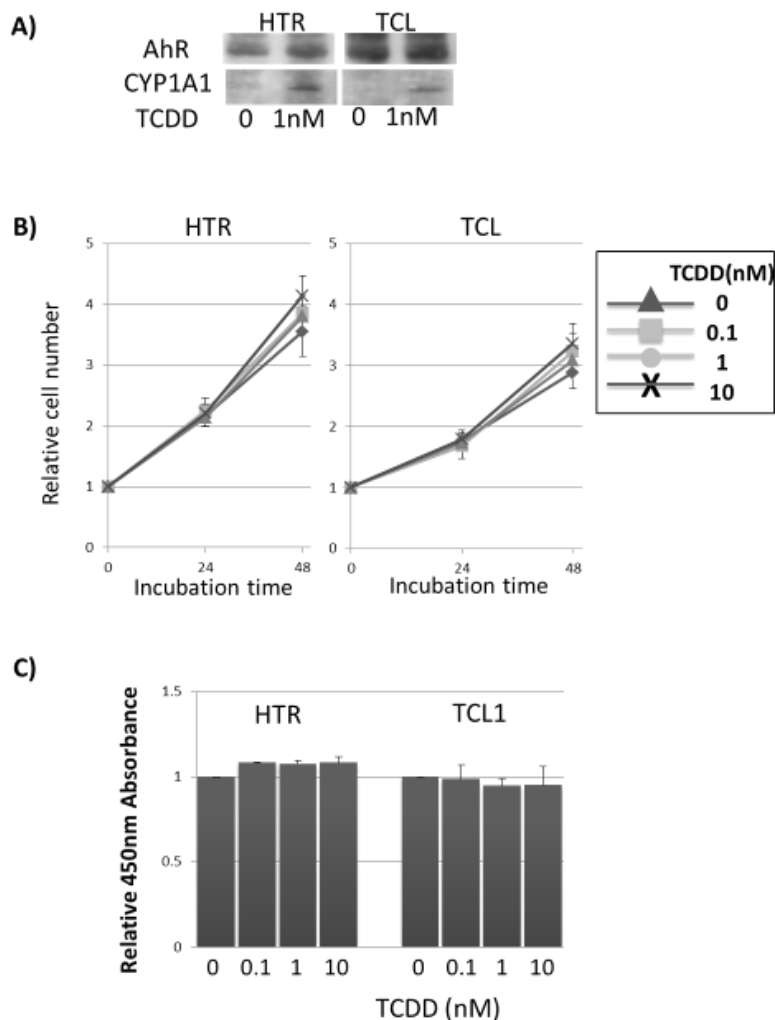 A)
HTR TCL
AhR
CYP1A1
TCDD 0 1nM 0 1nM
B)
HTR TCL
5 5
4 4
3 3
2 2
1 1
0 0
0 24 48 0 24 48
Relative cell number
Incubation time Incubation time
TCDD(nM)
0
0.1
1
10
C)
Relative 450nm Absorbance
1.5
1
0.5
0
HTR TCL1
0 0.1 1 10 0 0.1 1 10
TCDD (nM)